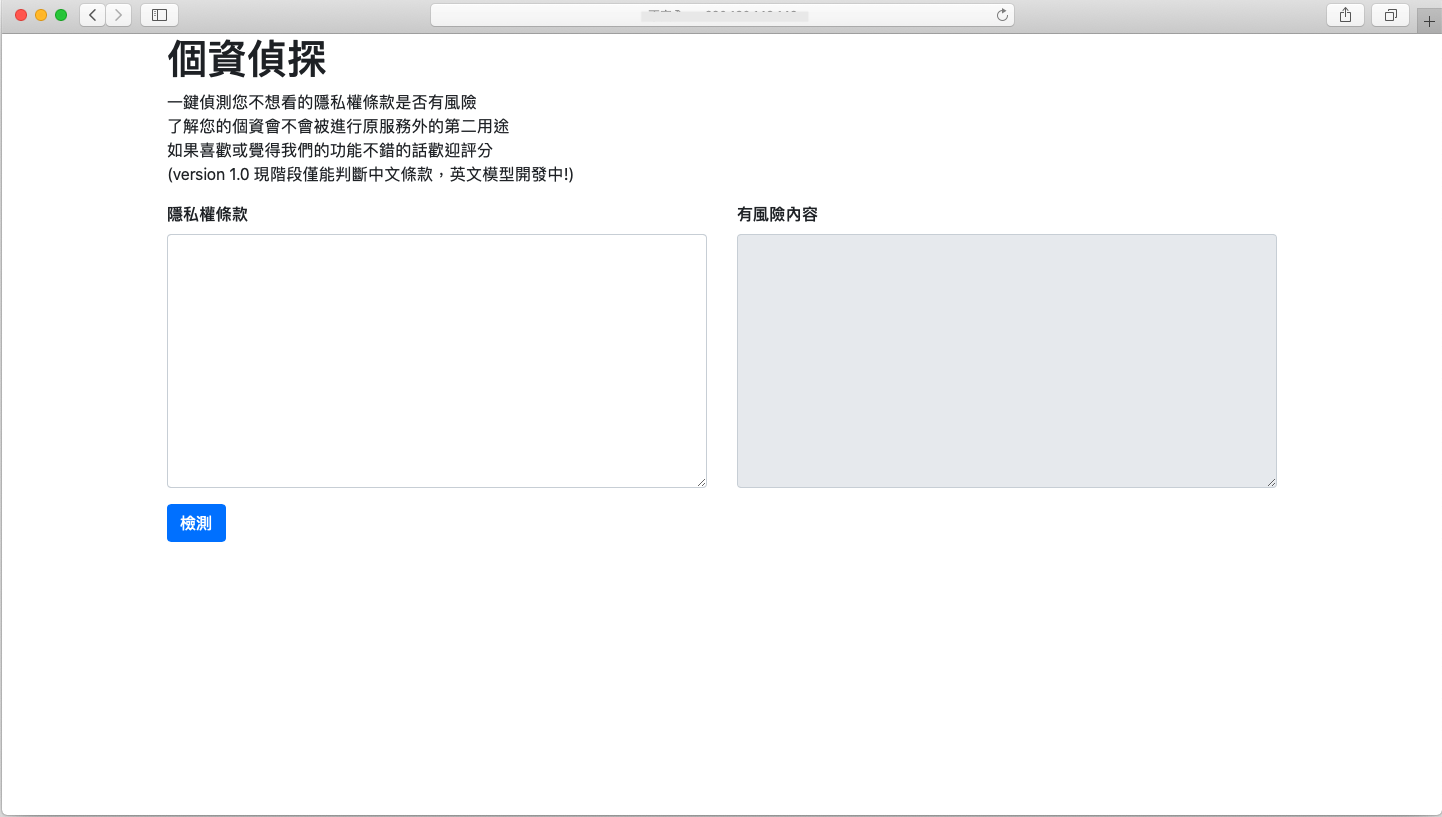 個資偵探
一鍵偵測您不想看的隱私權條款是否有風險
了解您的個資會不會被進行原服務外的第二用途
如果喜歡或覺得我們的功能不錯的話歡迎評分
(version 1.0 現階段僅能判斷中文條款，英文模型開發中!)
隱私權條款
有風險內容
檢測